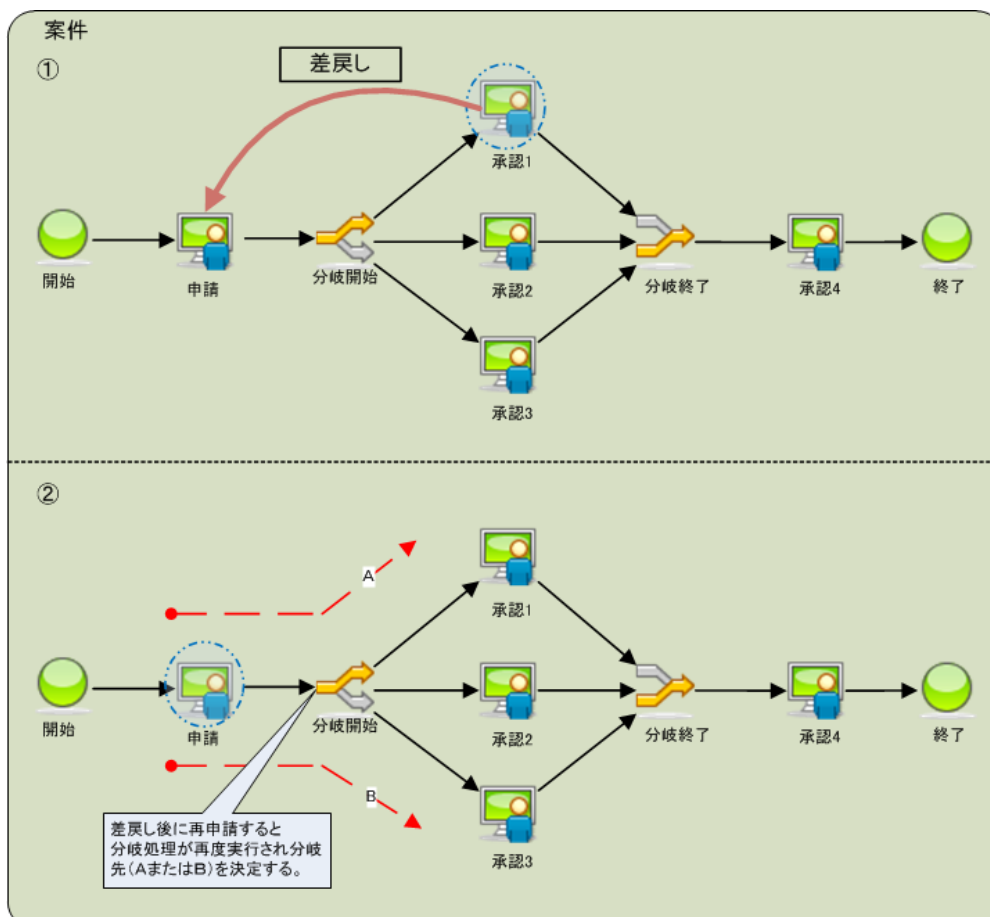 案件
①
差戻し
承認1
開始
申請
分岐開始
承認2
分岐終了
承認4
終了
承認3
②
A
承認1
開始
申請
分岐開始
承認2
分岐終了
承認4
終了
B
差戻し後に再申請すると
分岐処理が再度実行され分岐
先(AまたはB)を決定する。
承認3